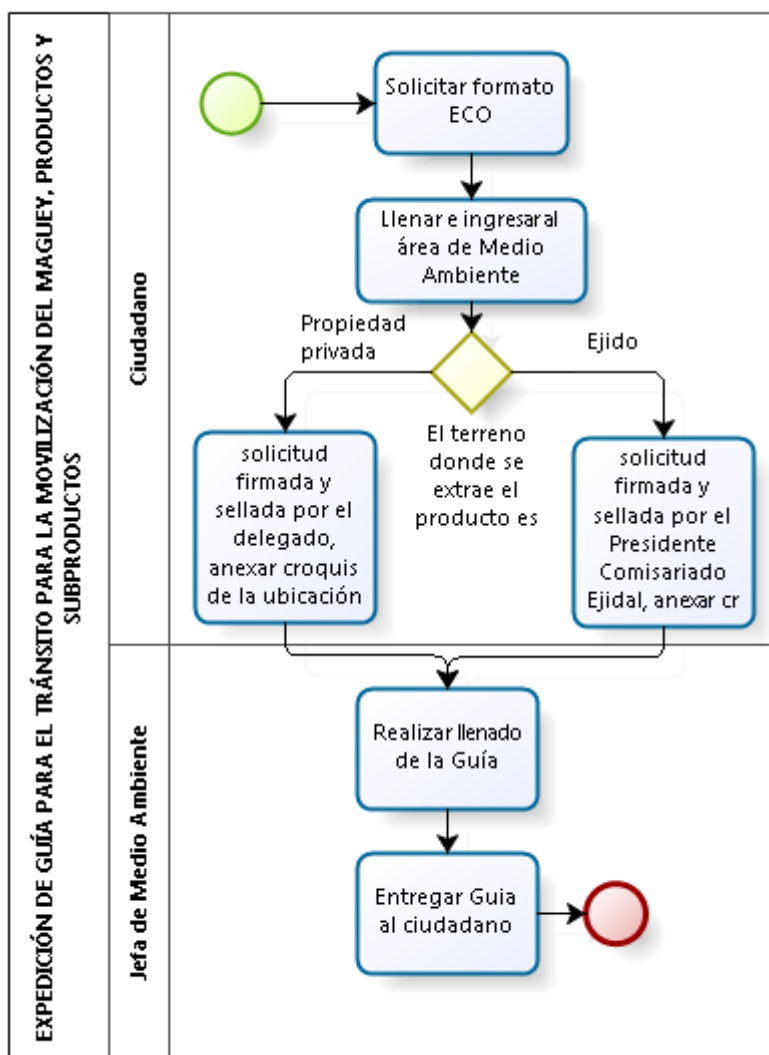 EXPEDICIÓN DE GUÍA PARA EL TRÁNSITO PARA LA MOVILIZACIÓN DEL MAGUEY, PRODUCTOS Y
SUBPRODUCTOS
Ciudadano
Solicitar formato
ECO
Llenar e ingresaral
área de Medio
Ambiente
Propiedad
privada
Ejido
El terreno
donde se
extrae el
producto es
solicitud
firmada y
sellada por el
delegado,
anexar croquis
de la ubicación
solicitud
firmada y
sellada por el
Presidente
Comisariado
Ejidal, anexar cr
Jefa de Medio Ambiente
Realizar llenado
de la Guía
Entregar Guia
al ciudadano